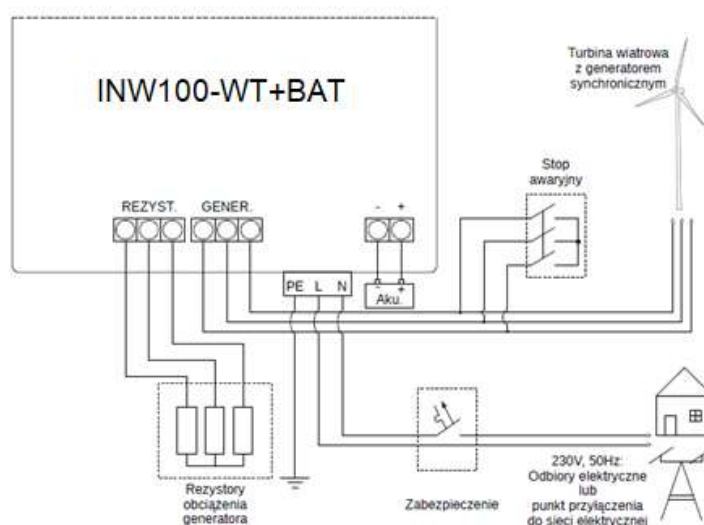 INW100-WT+BAT
Turbina wiatrowa
z generatorem
synchronicznym
Stop
awaryjny
REZYST. GENER. - +
PE L N
- +
Aku.
230V, 50Hz:
Odbiory elektryczne
lub
punkt przyłączenia
do sieci elektrycznej
Rezystory
obciążenia
generatora
Zabezpieczenie